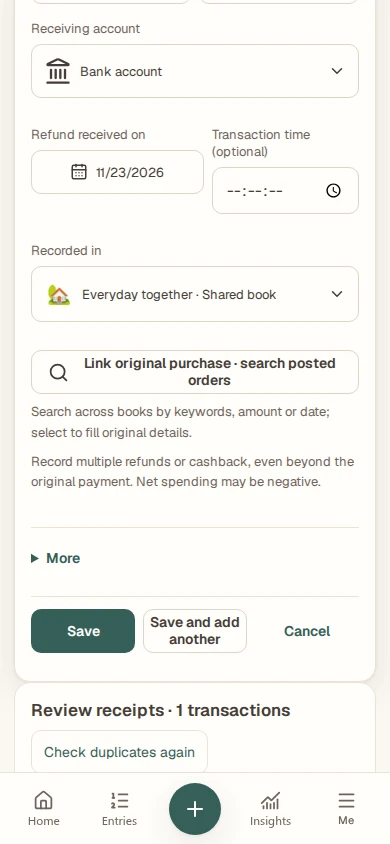 Receiving account
Bank account
Refund received on
Transaction time
(optional)
11/23/2026
--:--:--
Recorded in
Everyday together · Shared book
Link original purchase · search posted
orders
Search across books by keywords, amount or date;
select to fill original details.
Record multiple refunds or cashback, even beyond the
original payment. Net spending may be negative.
More
Save
Save and add
another
Cancel
Review receipts · 1 transactions
Check duplicates again
Home
Entries
Insights
Me